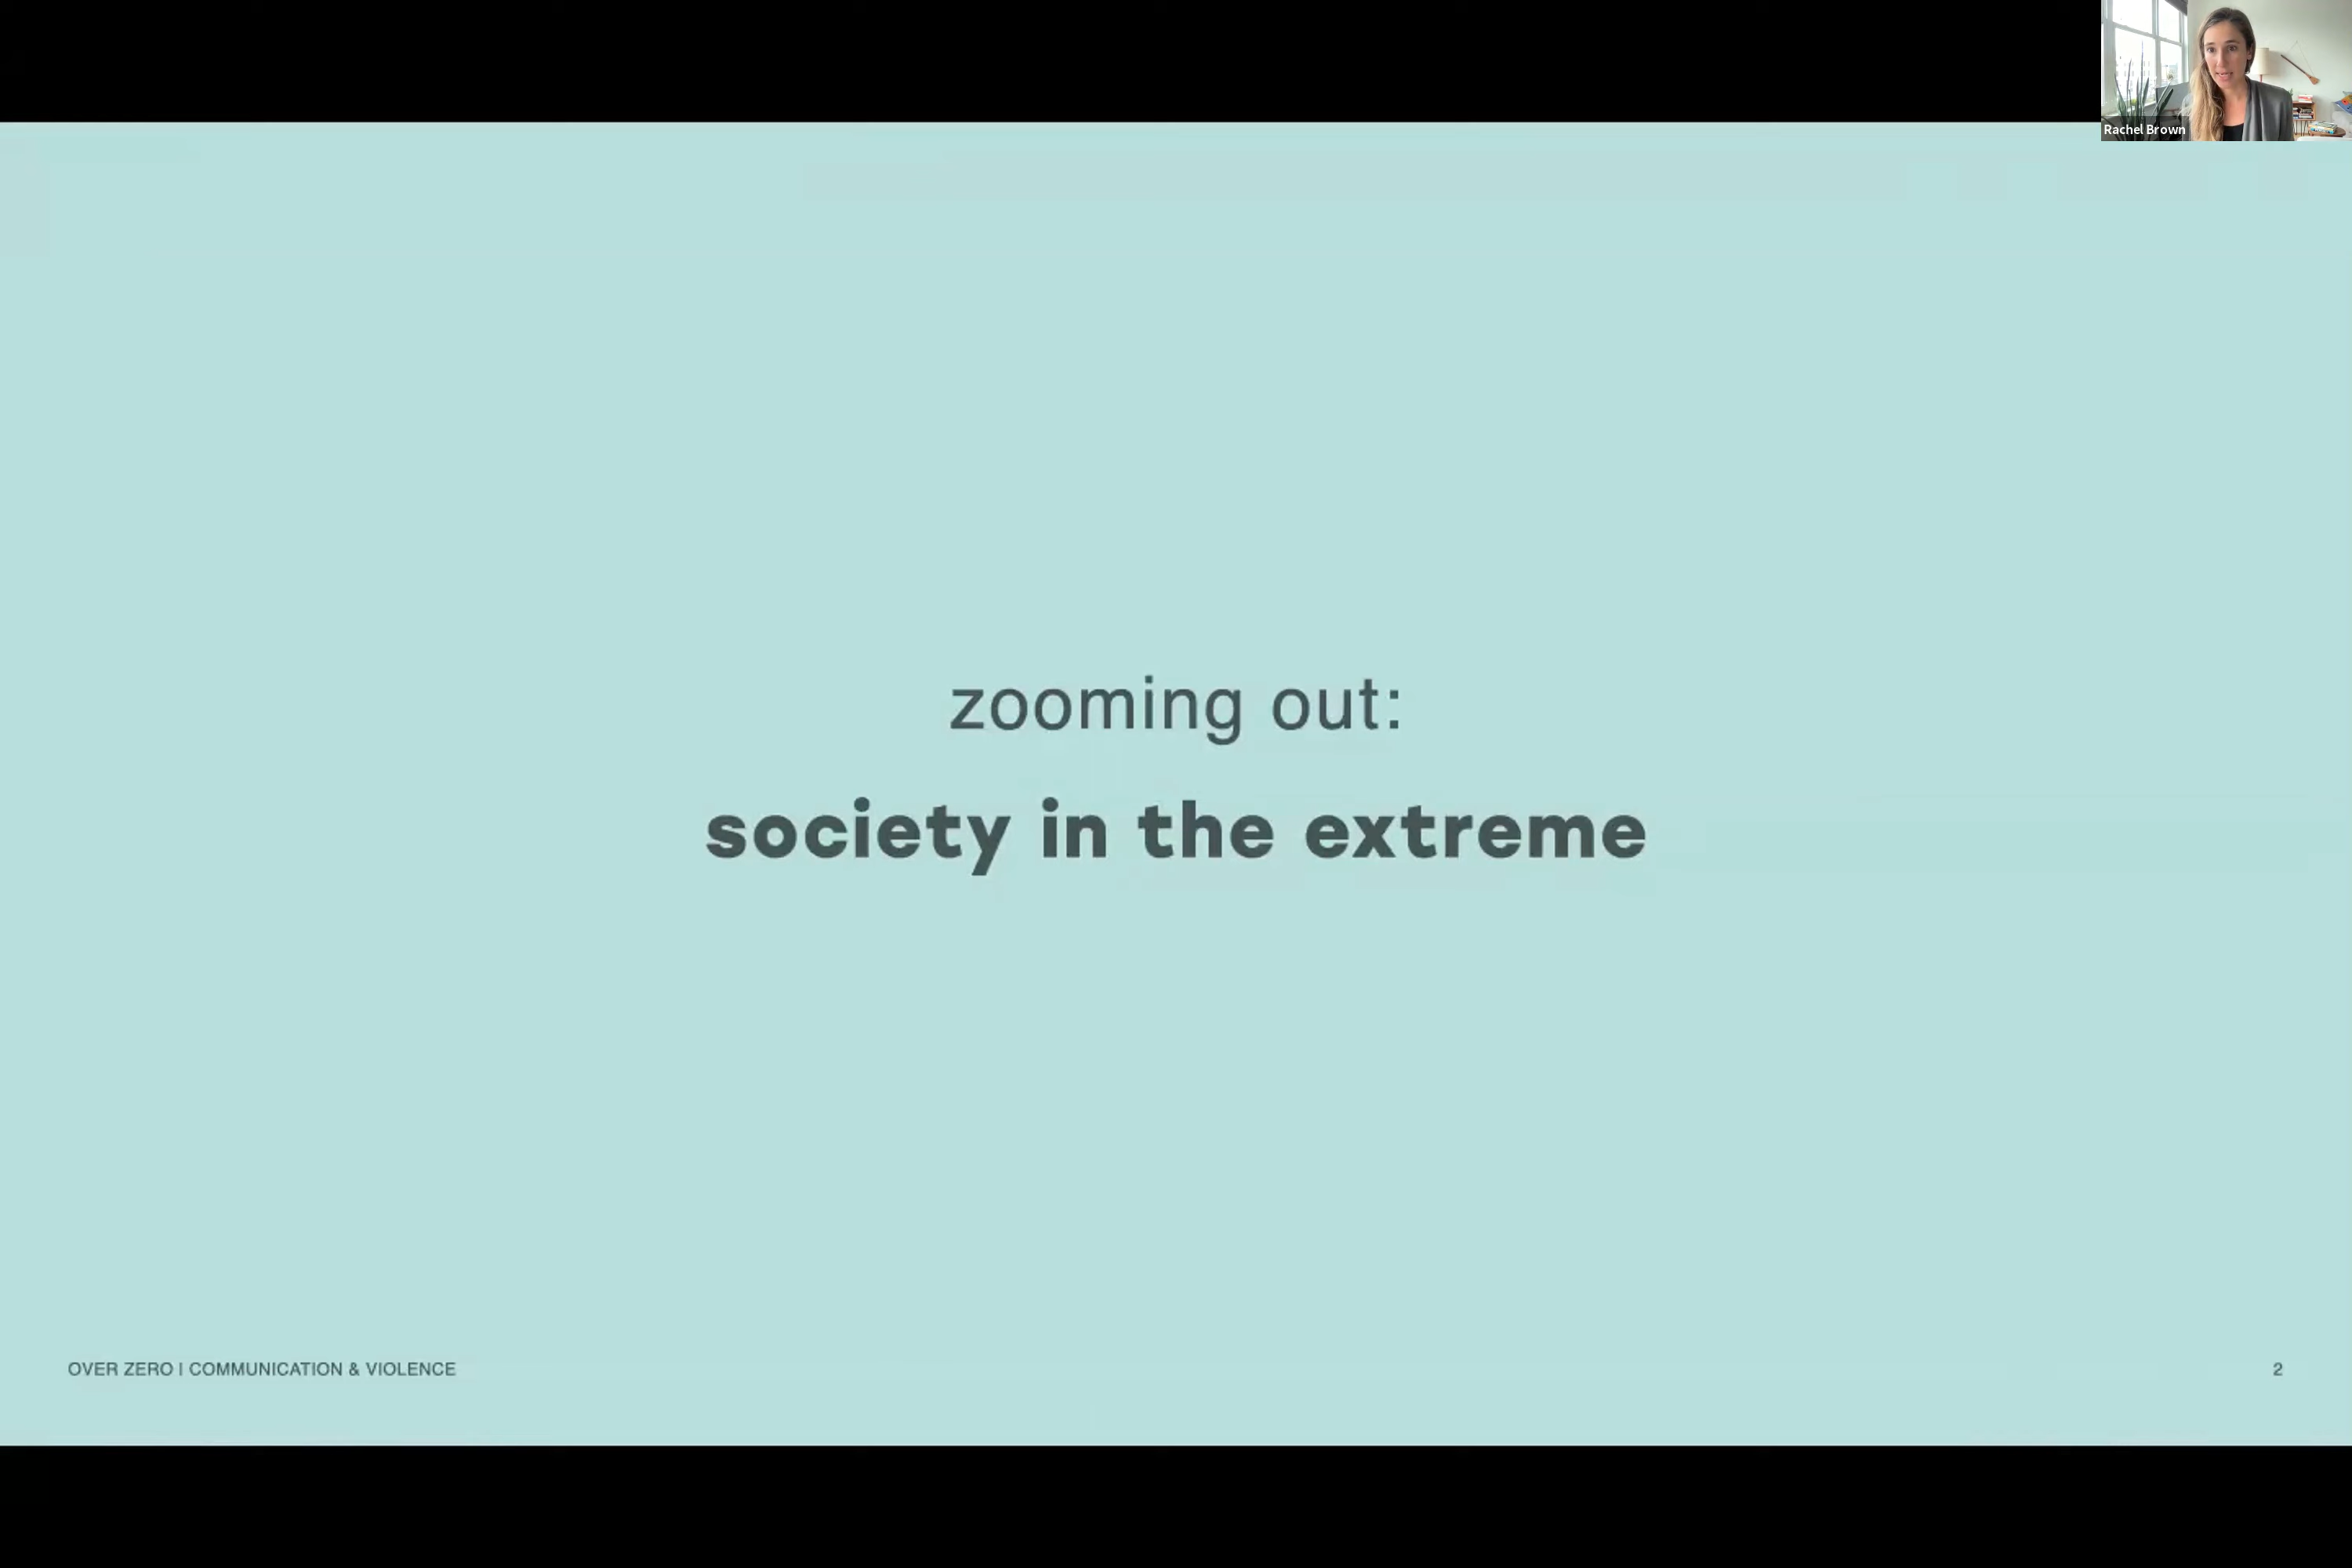 Rachel Brown
zooming out:
society in the extreme
OVER ZERO | COMMUNICATION & VIOLENCE
2